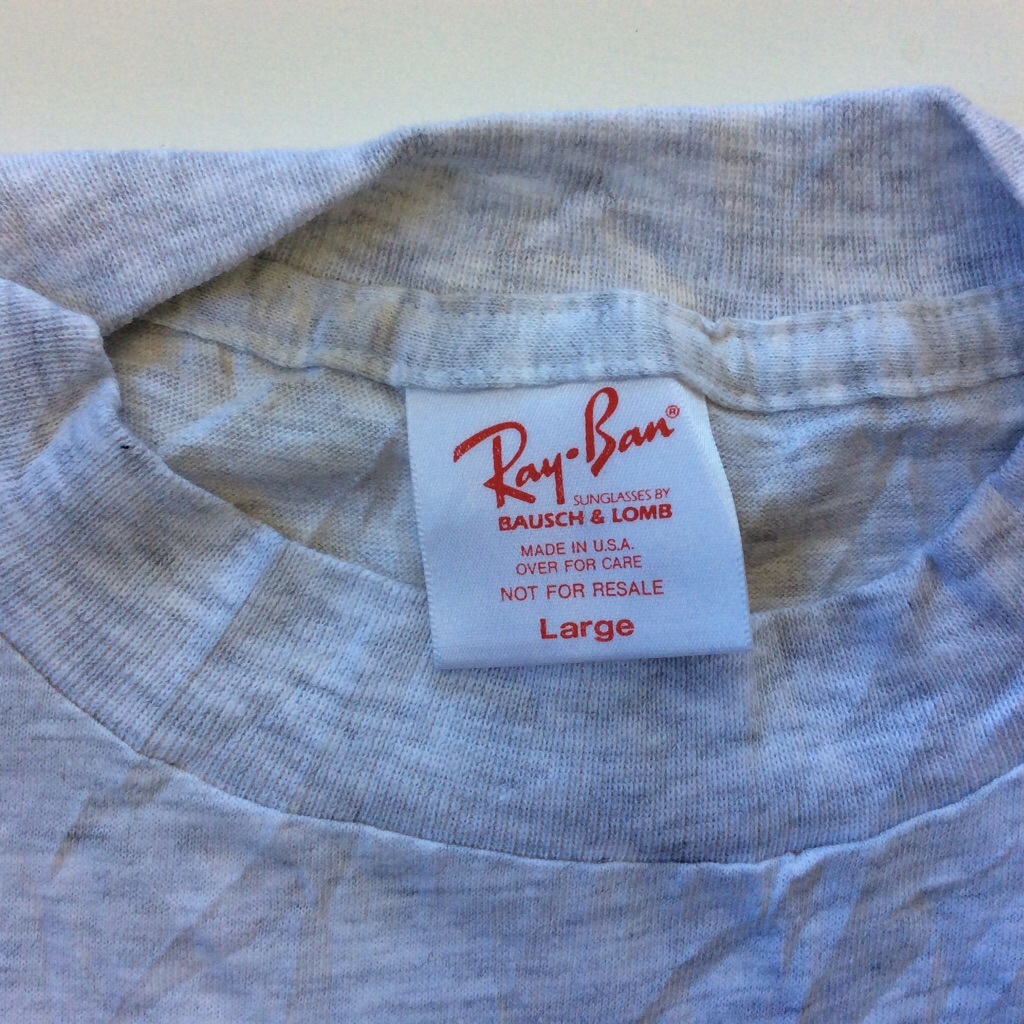 Ray-Ban®
SUNGLASSES BY
BAUSCH & LOMB
MADE IN U.S.A.
OVER FOR CARE
NOT FOR RESALE
Large